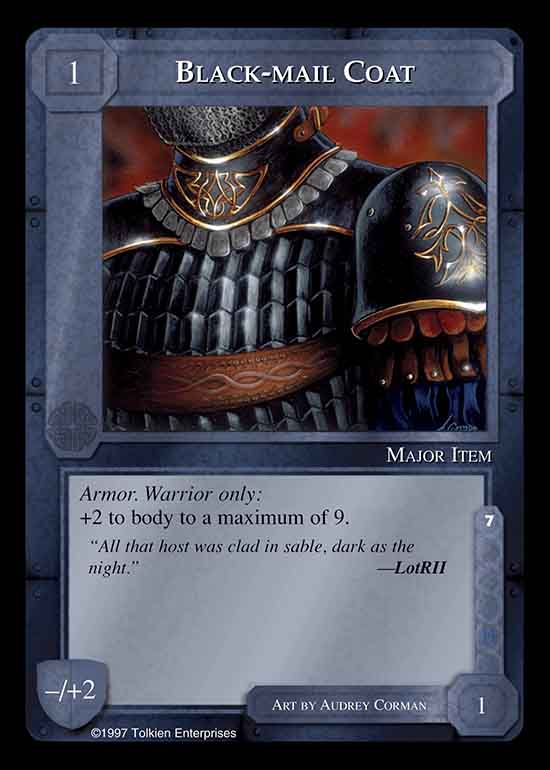 1
BLACK-MAIL COAT
MAJOR ITEM
Armor. Warrior only:
+2 to body to a maximum of 9.
“All that host was clad in sable, dark as the
night.” —LotRII
7
–/+2
ART BY AUDREY CORMAN
1
©1997 Tolkien Enterprises